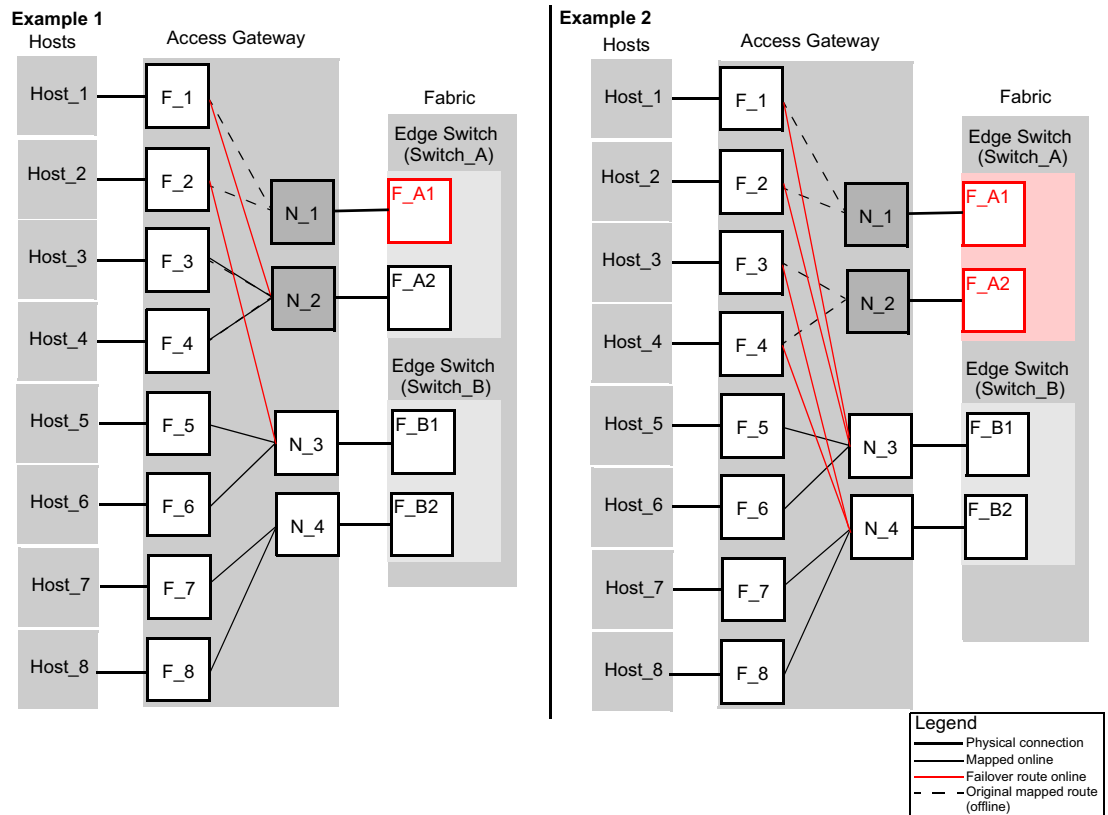 Example 1
Hosts
Access Gateway
Host_1
Host_2
Host_3
Host_4
Host_5
Host_6
Host_7
Host_8
F_1
F_2
F_3
F_4
F_5
F_6
F_7
F_8
N_1
N_2
N_3
N_4
Fabric
Edge Switch
(Switch_A)
F_A1
F_A2
Edge Switch
(Switch_B)
F_B1
F_B2
Example 2
Hosts
Access Gateway
Host_1
Host_2
Host_3
Host_4
Host_5
Host_6
Host_7
Host_8
F_1
F_2
F_3
F_4
F_5
F_6
F_7
F_8
N_1
N_2
N_3
N_4
Fabric
Edge Switch
(Switch_A)
F_A1
F_A2
Edge Switch
(Switch_B)
F_B1
F_B2
Legend
Physical connection
Mapped online
Failover route online
Original mapped route
(offline)